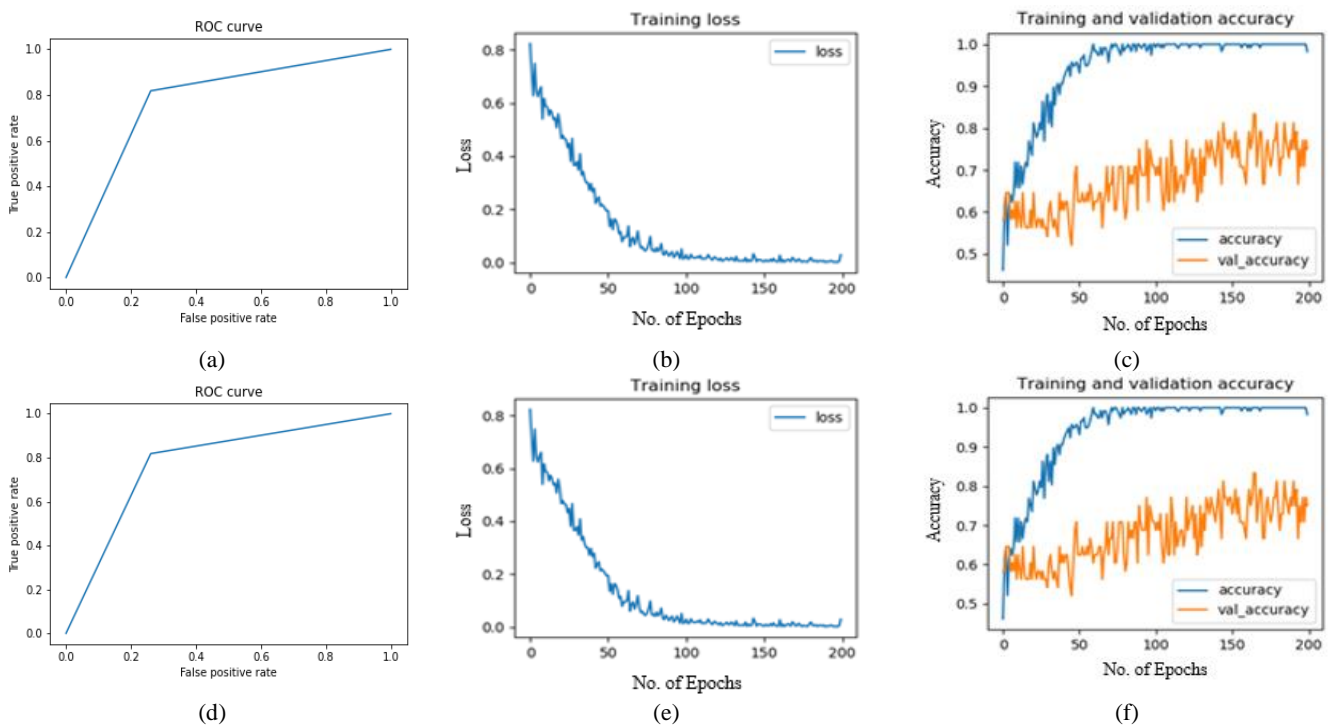 ROC curve
1.0
0.8
0.6
0.4
0.2
0.0
True positive rate
0.0 0.2 0.4 0.6 0.8 1.0
False positive rate
(a)
Training loss
loss
0.8
0.6
0.4
0.2
0.0
Loss
0 50 100 150 200
No. of Epochs
(b)
Training and validation accuracy
1.0
0.9
0.8
0.7
0.6
0.5
Accuracy
accuracy
val_accuracy
0 50 100 150 200
No. of Epochs
(c)
ROC curve
1.0
0.8
0.6
0.4
0.2
0.0
True positive rate
0.0 0.2 0.4 0.6 0.8 1.0
False positive rate
(d)
Training loss
loss
0.8
0.6
0.4
0.2
0.0
Loss
0 50 100 150 200
No. of Epochs
(e)
Training and validation accuracy
1.0
0.9
0.8
0.7
0.6
0.5
Accuracy
accuracy
val_accuracy
0 50 100 150 200
No. of Epochs
(f)